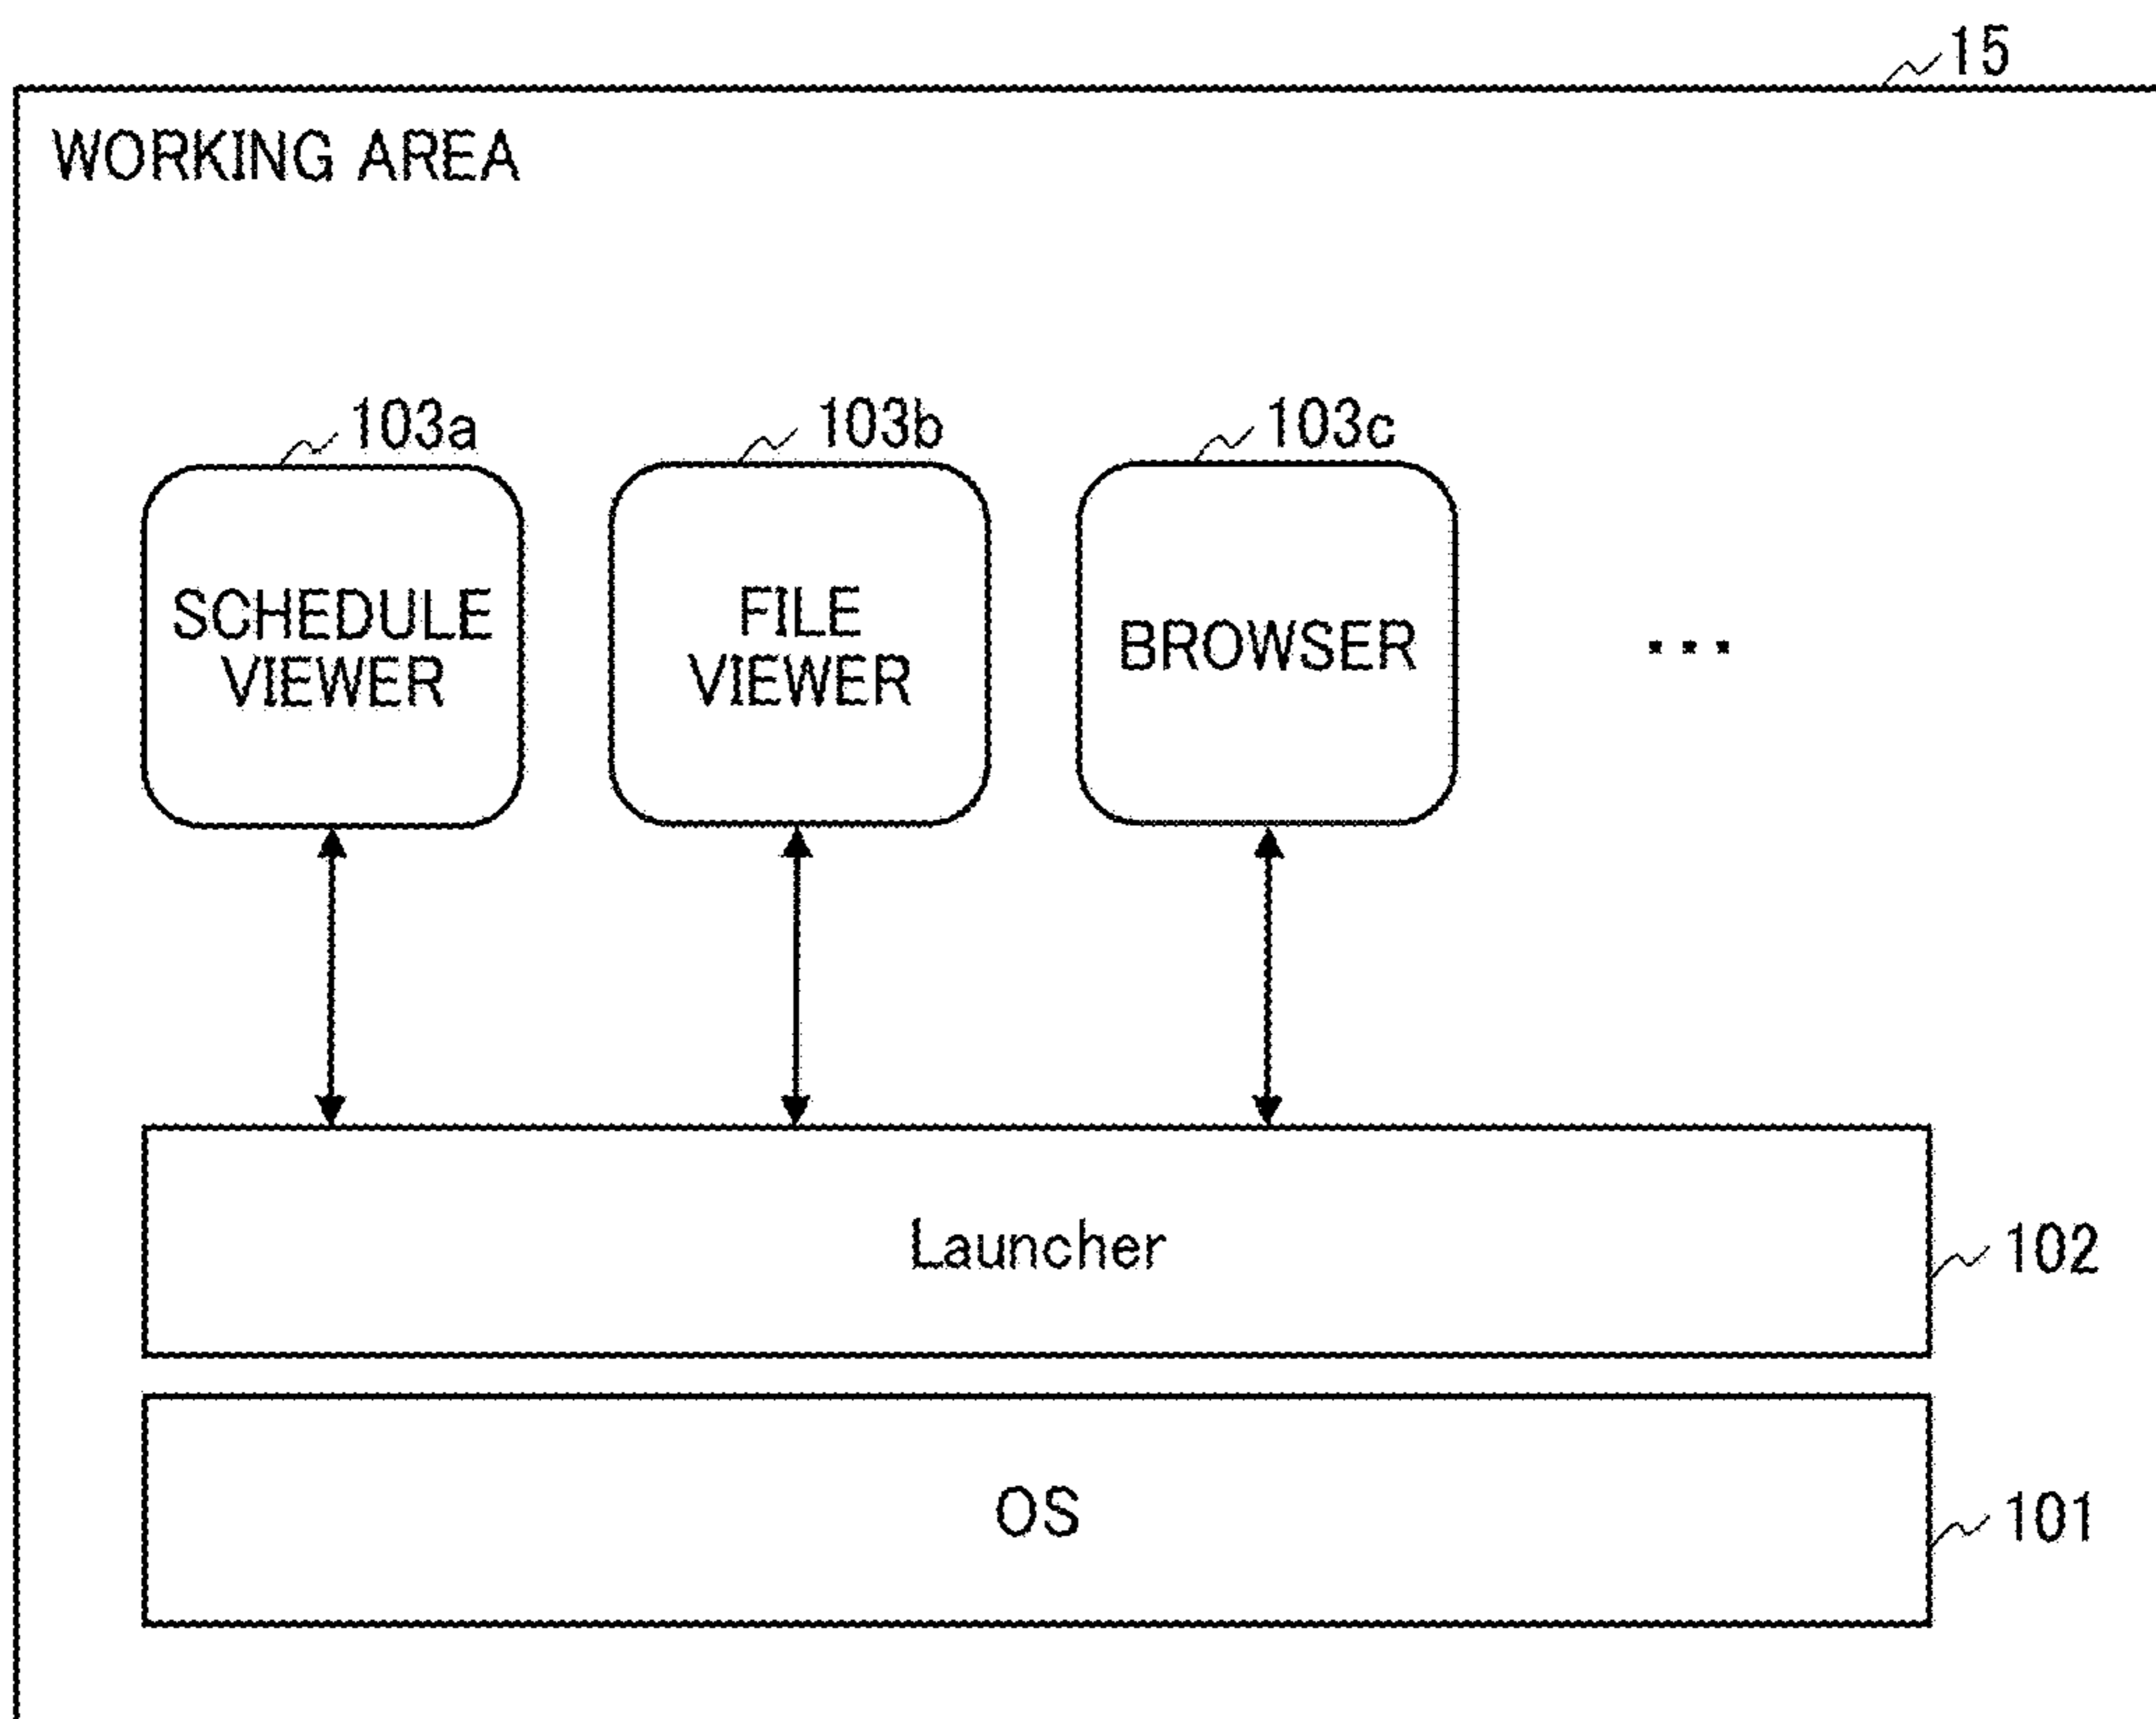 15
WORKING AREA
103a
103b
103c
SCHEDULE
VIEWER
FILE
VIEWER
BROWSER
...
Launcher
102
OS
101